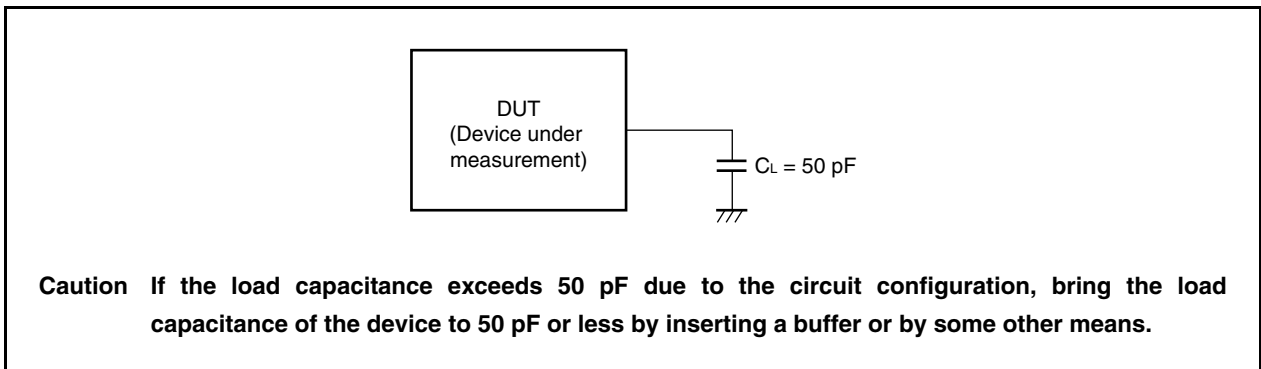 DUT
(Device under
measurement)
CL = 50 pF
Caution If the load capacitance exceeds 50 pF due to the circuit configuration, bring the load
capacitance of the device to 50 pF or less by inserting a buffer or by some other means.